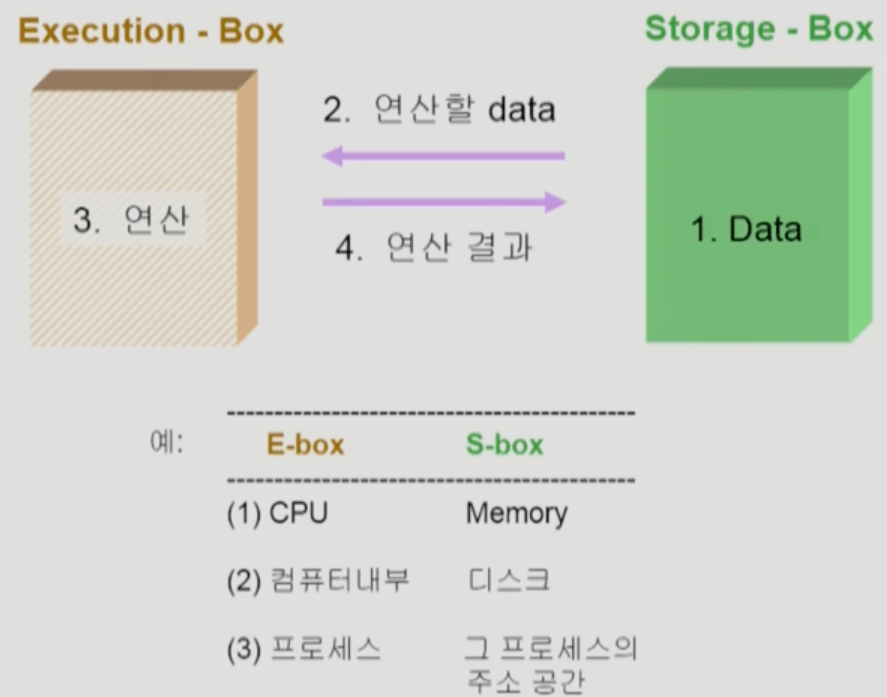 Execution - Box
Storage - Box
2. 연산할 data
3. 연산
1. Data
4. 연산 결과
예:
E-box
S-box
(1) CPU
Memory
(2) 컴퓨터내부
디스크
(3) 프로세스
그 프로세스의
주소 공간